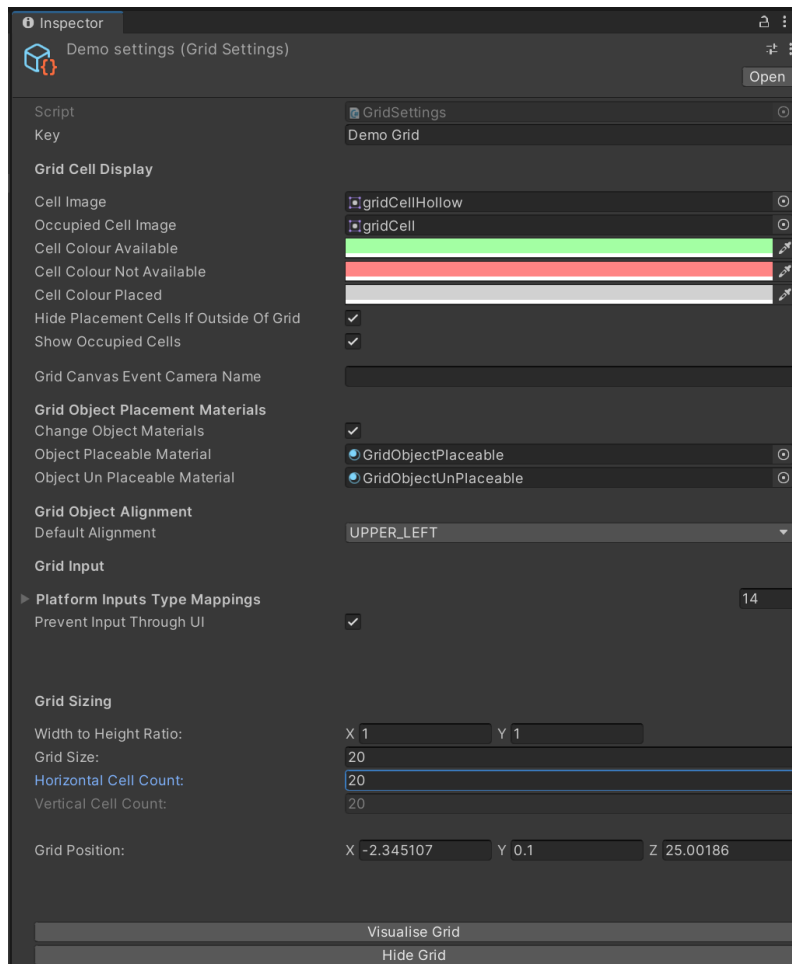 Inspector
Demo settings (Grid Settings)
Open
Script GridSettings
Key Demo Grid
Grid Cell Display
Cell Image gridCellHollow
Occupied Cell Image gridCell
Cell Colour Available
Cell Colour Not Available
Cell Colour Placed
Hide Placement Cells If Outside Of Grid
Show Occupied Cells
Grid Canvas Event Camera Name
Grid Object Placement Materials
Change Object Materials
Object Placeable Material GridObjectPlaceable
Object Un Placeable Material GridObjectUnPlaceable
Grid Object Alignment
Default Alignment UPPER_LEFT
Grid Input
Platform Inputs Type Mappings 14
Prevent Input Through UI
Grid Sizing
Width to Height Ratio: X 1 Y 1
Grid Size: 20
Horizontal Cell Count: 20
Vertical Cell Count: 20
Grid Position: X -2.345107 Y 0.1 Z 25.00186
Visualise Grid
Hide Grid